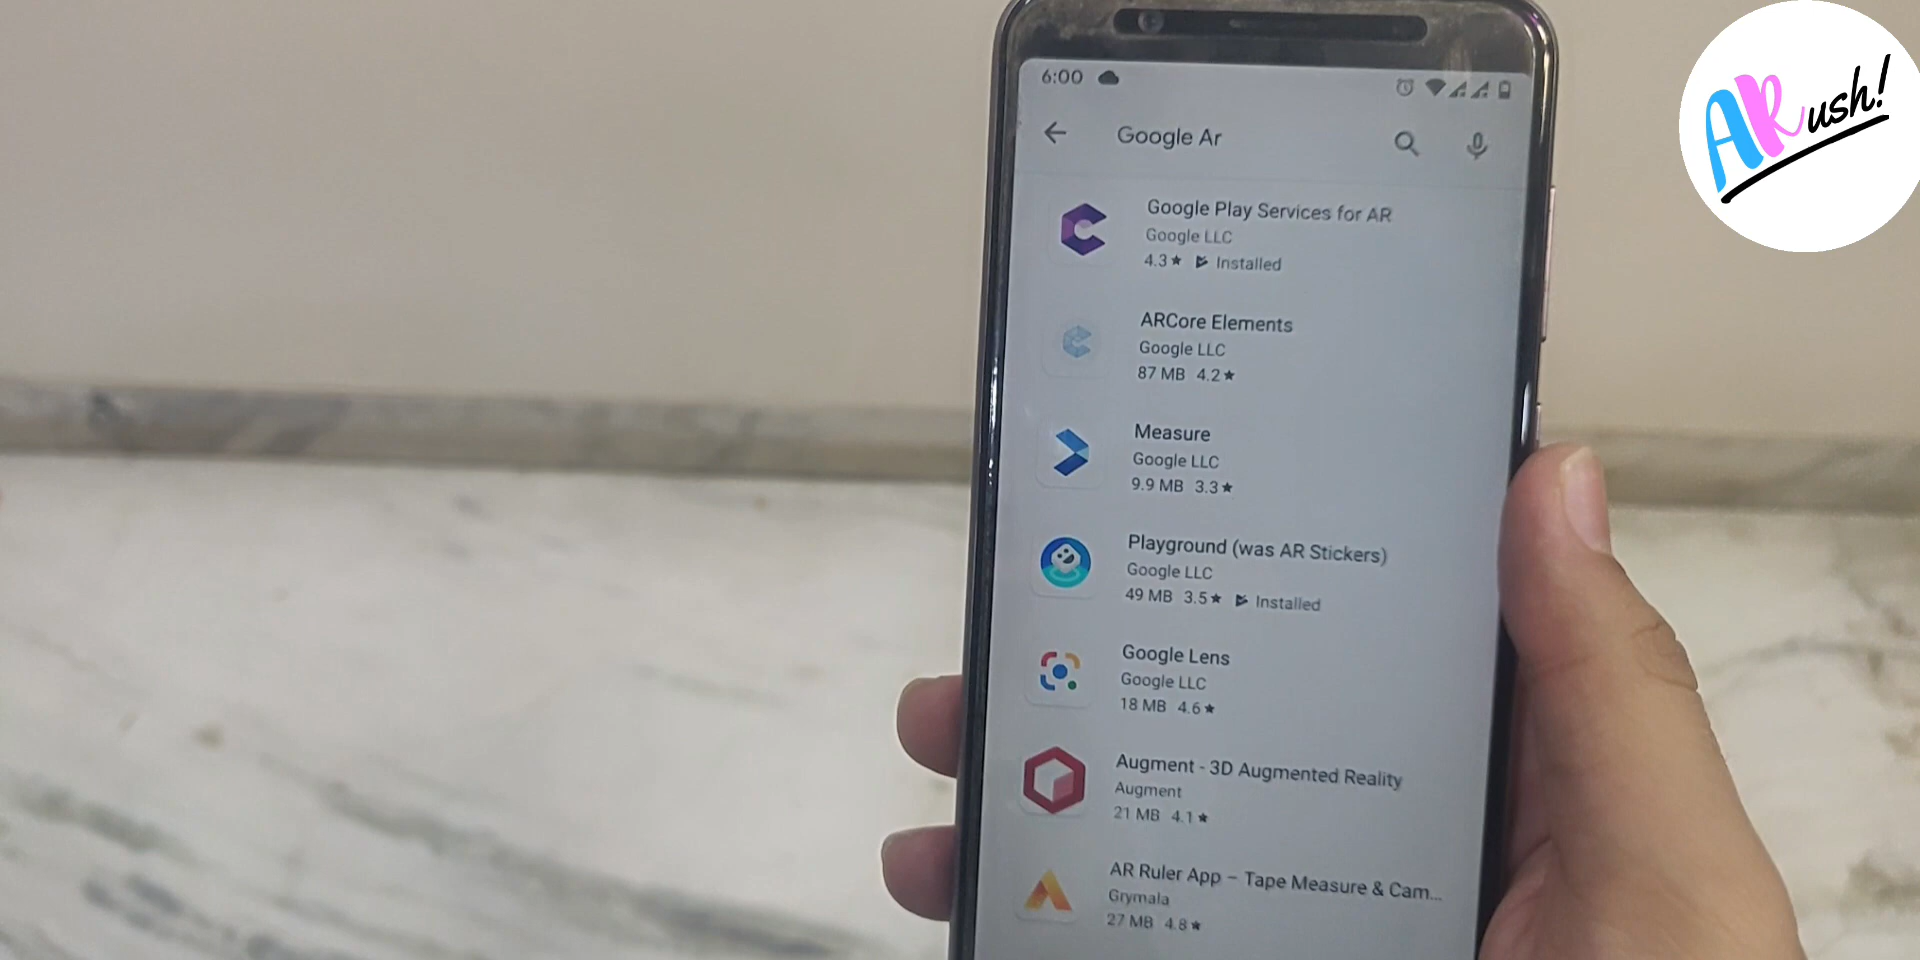 ARush!
6:00
Google Ar
Google Play Services for AR
Google LLC
4.3★ Installed
ARCore Elements
Google LLC
87 MB 4.2★
Measure
Google LLC
9.9 MB 3.3★
Playground (was AR Stickers)
Google LLC
49 MB 3.5★ Installed
Google Lens
Google LLC
18 MB 4.6★
Augment - 3D Augmented Reality
Augment
21 MB 4.1★
AR Ruler App – Tape Measure & Cam...
Grymala
27 MB 4.8★